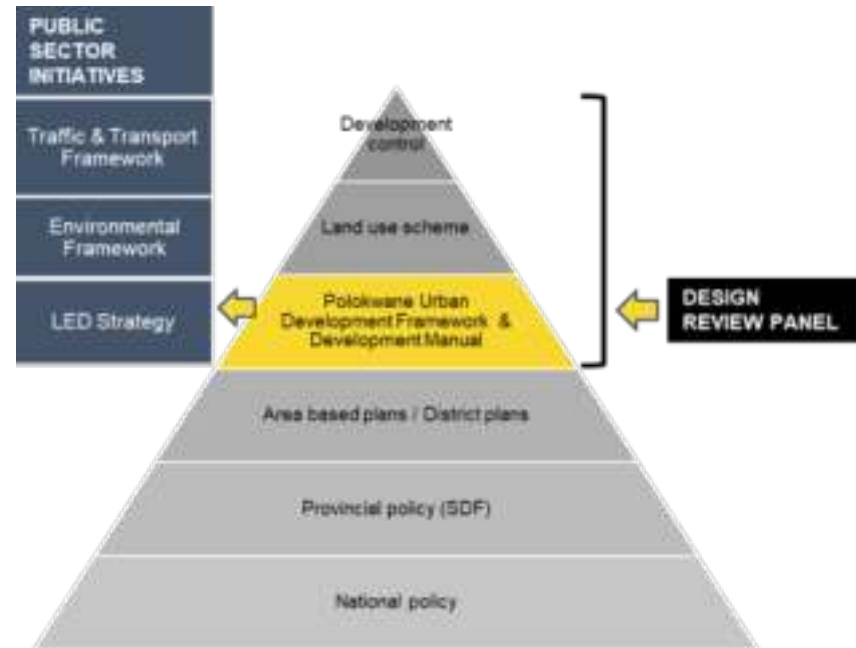 PUBLIC
SECTOR
INITIATIVES
Traffic & Transport
Framework
Environmental
Framework
LED Strategy
Development
control
Land use scheme
Polokwane Urban
Development Framework &
Development Manual
Area based plans / District plans
Provincial policy (SDF)
National policy
DESIGN
REVIEW PANEL